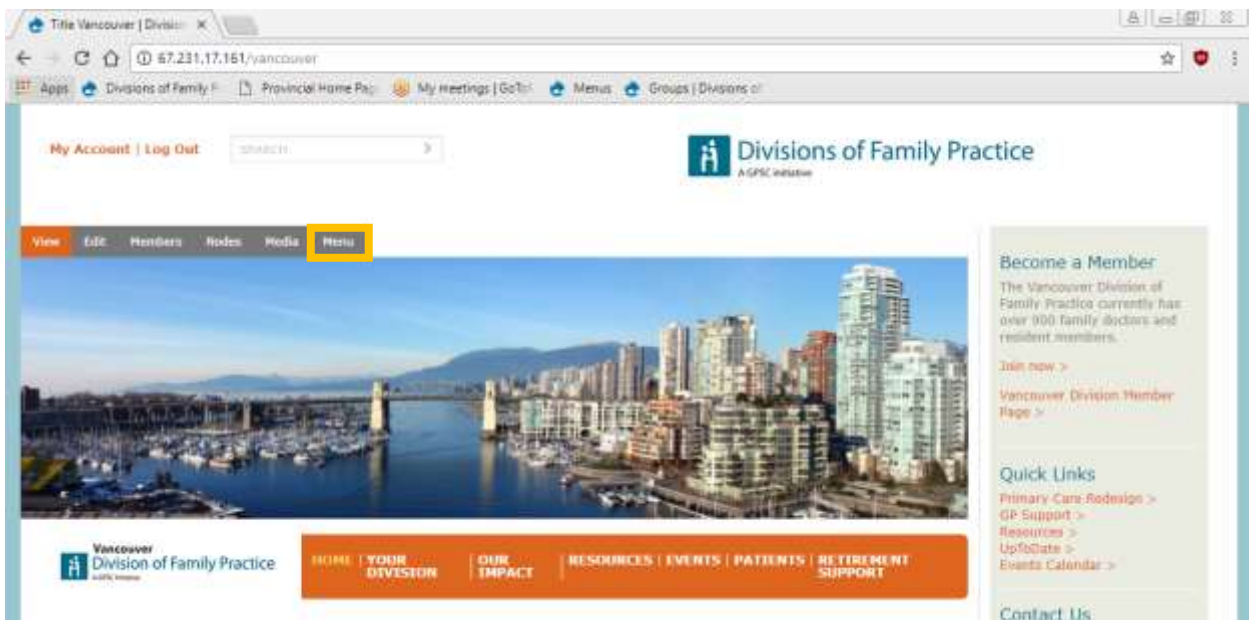 Title Vancouver | Division
67.231.17.161/vancouver
Apps Divisions of Family P Provincial Home Pag My meetings | GoTo Menus Groups | Divisions of
My Account | Log Out SEARCH
Divisions of Family Practice
A GPSC initiative
View Edit Members Nodes Media Menu
Become a Member
The Vancouver Division of
Family Practice currently has
over 900 family doctors and
resident members.
Join now >
Vancouver Division Member
Page >
Quick Links
Primary Care Redesign >
GP Support >
Resources >
UpToDate >
Events Calendar >
Contact Us
Vancouver
Division of Family Practice
A GPSC initiative
HOME | YOUR DIVISION | OUR IMPACT | RESOURCES | EVENTS | PATIENTS | RETIREMENT SUPPORT